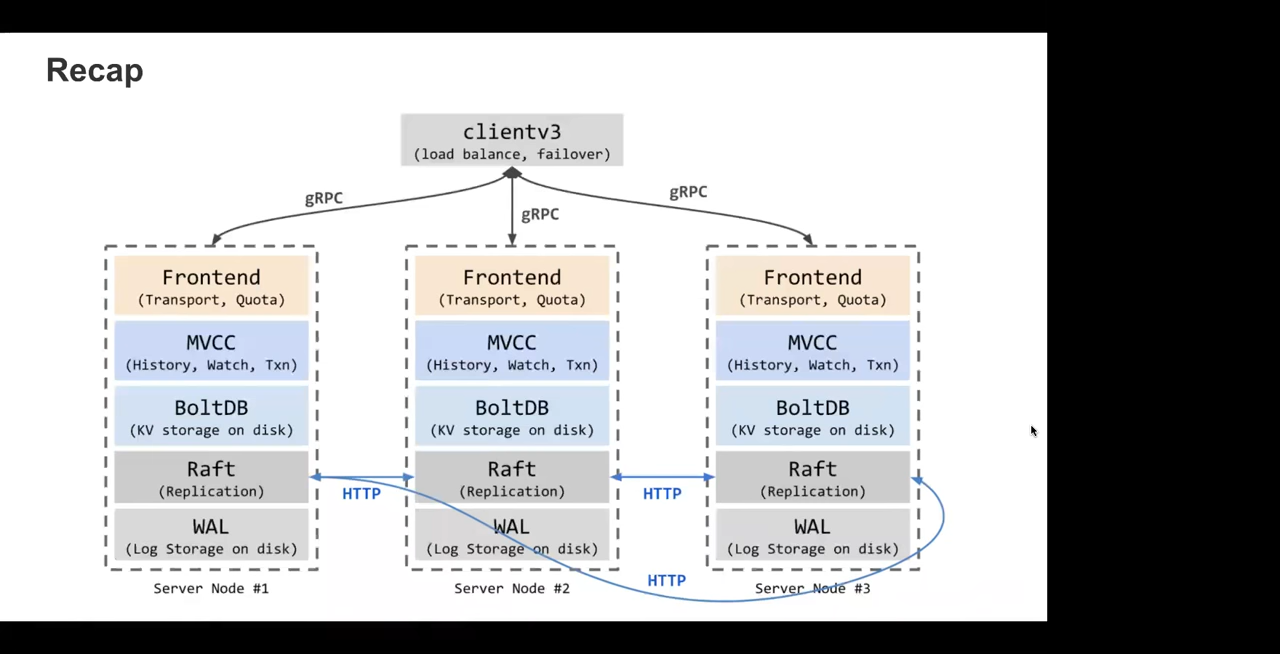 Recap
clientv3
(load balance, failover)
gRPC
gRPC
gRPC
Frontend
(Transport, Quota)
MVCC
(History, Watch, Txn)
BoltDB
(KV storage on disk)
Raft
(Replication)
WAL
(Log Storage on disk)
Server Node #1
HTTP
Frontend
(Transport, Quota)
MVCC
(History, Watch, Txn)
BoltDB
(KV storage on disk)
Raft
(Replication)
WAL
(Log Storage on disk)
Server Node #2
HTTP
HTTP
Frontend
(Transport, Quota)
MVCC
(History, Watch, Txn)
BoltDB
(KV storage on disk)
Raft
(Replication)
WAL
(Log Storage on disk)
Server Node #3